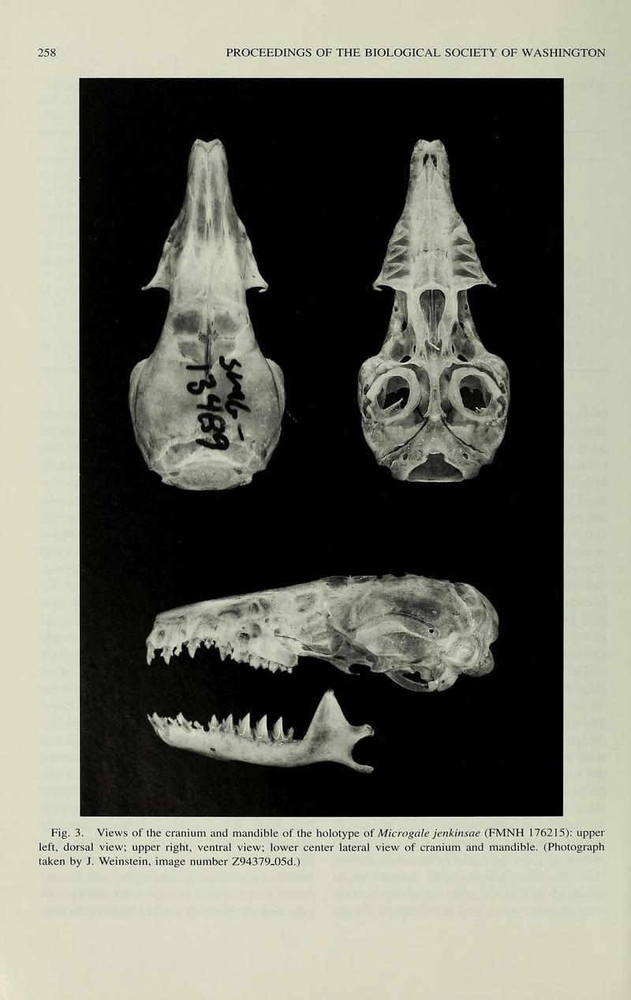 258
PROCEEDINGS OF THE BIOLOGICAL SOCIETY OF WASHINGTON
SMG-
13489
Fig. 3. Views of the cranium and mandible of the holotype of Microgale jenkinsae (FMNH 176215): upper
left, dorsal view; upper right, ventral view; lower center lateral view of cranium and mandible. (Photograph
taken by J. Weinstein, image number Z94379_05d.)